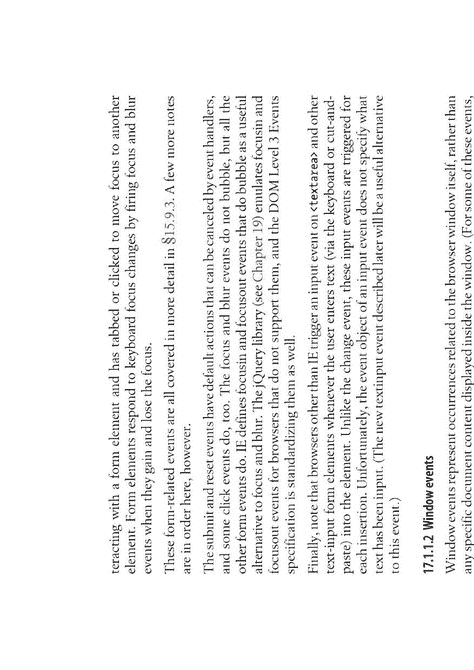 teracting with a form element and has tabbed or clicked to move focus to another
element. Form elements respond to keyboard focus changes by firing focus and blur
events when they gain and lose the focus.
These form-related events are all covered in more detail in §15.9.3. A few more notes
are in order here, however.
The submit and reset events have default actions that can be canceled by event handlers,
and some click events do, too. The focus and blur events do not bubble, but all the
other form events do. IE defines focusin and focusout events that do bubble as a useful
alternative to focus and blur. The jQuery library (see Chapter 19) emulates focusin and
focusout events for browsers that do not support them, and the DOM Level 3 Events
specification is standardizing them as well.
Finally, note that browsers other than IE trigger an input event on <textarea> and other
text-input form elements whenever the user enters text (via the keyboard or cut-and-
paste) into the element. Unlike the change event, these input events are triggered for
each insertion. Unfortunately, the event object of an input event does not specify what
text has been input. (The new textinput event described later will be a useful alternative
to this event.)
17.1.1.2 Window events
Window events represent occurrences related to the browser window itself, rather than
any specific document content displayed inside the window. (For some of these events,